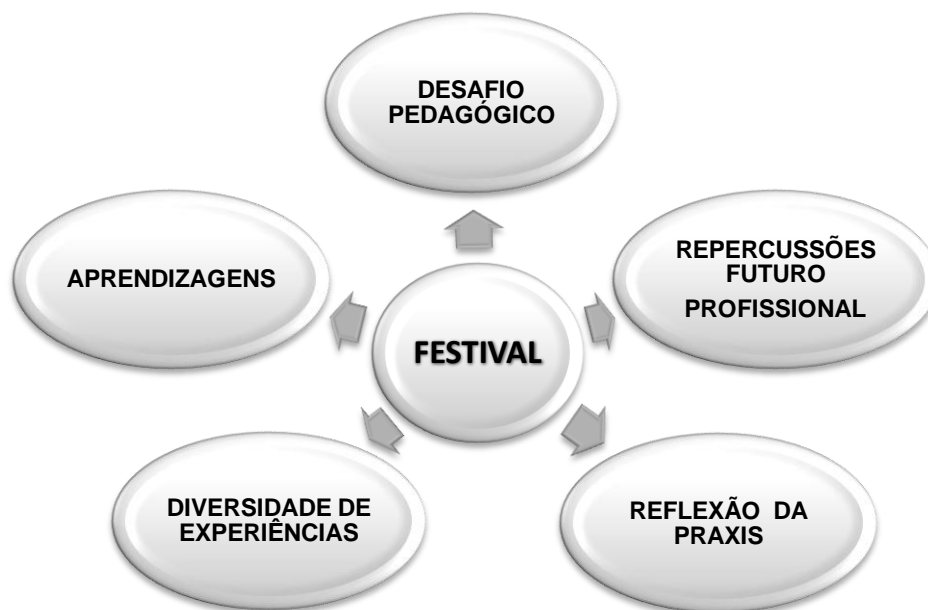 DESAFIO
PEDAGÓGICO
REPERCUSSÕES
FUTURO
PROFISSIONAL
APRENDIZAGENS
FESTIVAL
DIVERSIDADE DE
EXPERIÊNCIAS
REFLEXÃO DA
PRAXIS